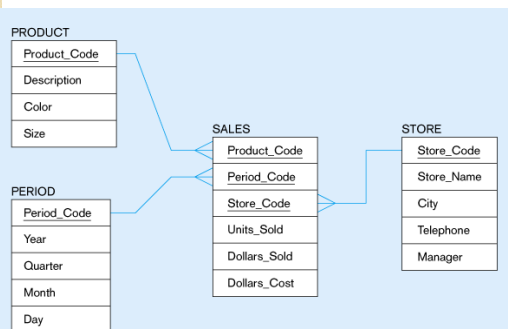 PRODUCT
Product_Code
Description
Color
Size
PERIOD
Period_Code
Year
Quarter
Month
Day
SALES
Product_Code
Period_Code
Store_Code
Units_Sold
Dollars_Sold
Dollars_Cost
STORE
Store_Code
Store_Name
City
Telephone
Manager